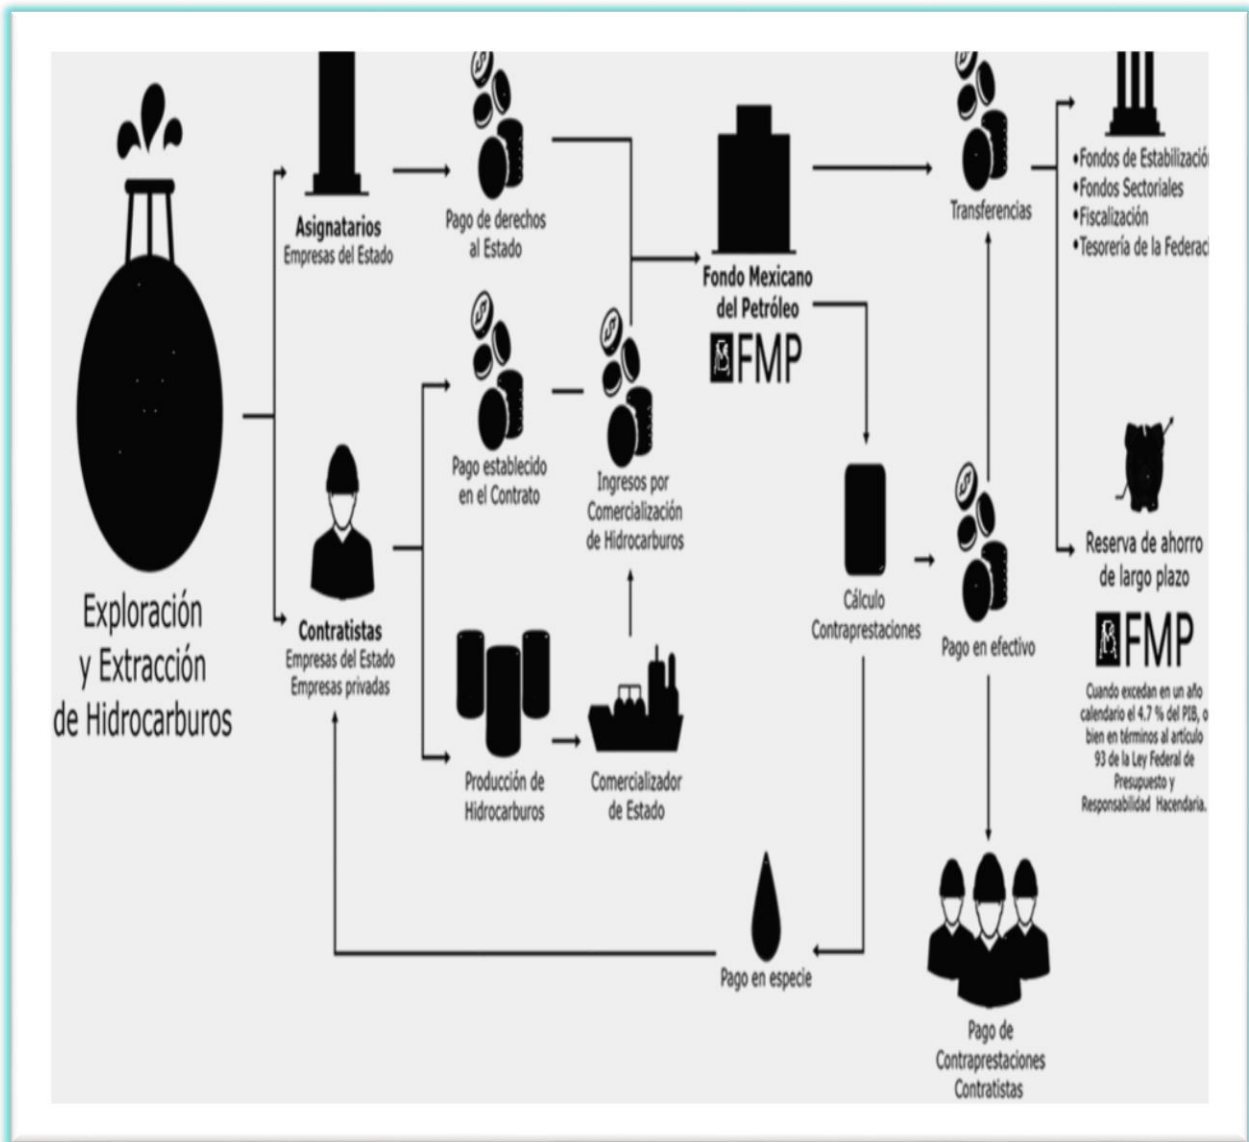 Exploración
y Extracción
de Hidrocarburos
Asignatarios
Empresas del Estado
Contratistas
Empresas del Estado
Empresas privadas
Pago de derechos
al Estado
Pago establecido
en el Contrato
Ingresos por
Comercialización
de Hidrocarburos
Producción de
Hidrocarburos
Comercializador
de Estado
Fondo Mexicano
del Petróleo
FMP
Cálculo
Contraprestaciones
Pago en especie
Transferencias
Pago en efectivo
Pago de
Contraprestaciones
Contratistas
•Fondos de Estabilizació
•Fondos Sectoriales
•Fiscalización
•Tesorería de la Federac
Reserva de ahorro
de largo plazo
FMP
Cuando excedan en un año
calendario el 4.7 % del PIB, o
bien en términos al artículo
93 de la Ley Federal de
Presupuesto y
Responsabilidad Hacendaria.